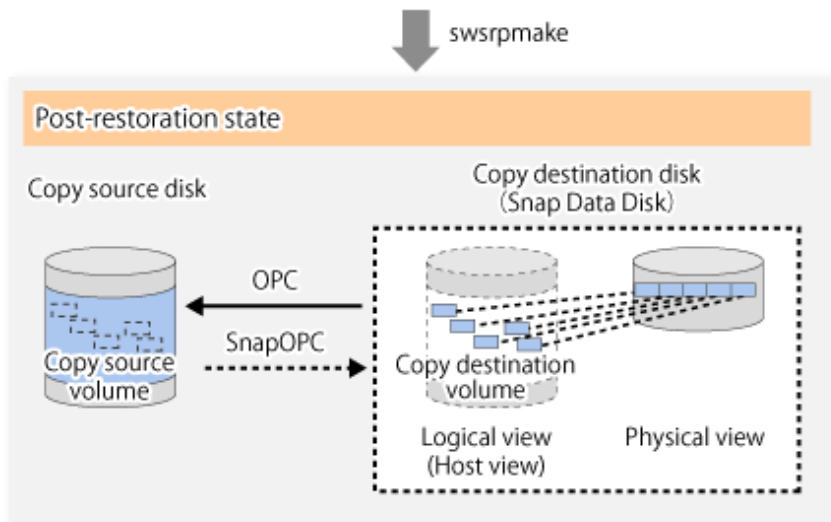 swsrpmake
Post-restoration state
Copy source disk
Copy destination disk
(Snap Data Disk)
OPC
SnapOPC
Copy source
volume
Copy destination
volume
Logical view
(Host view)
Physical view